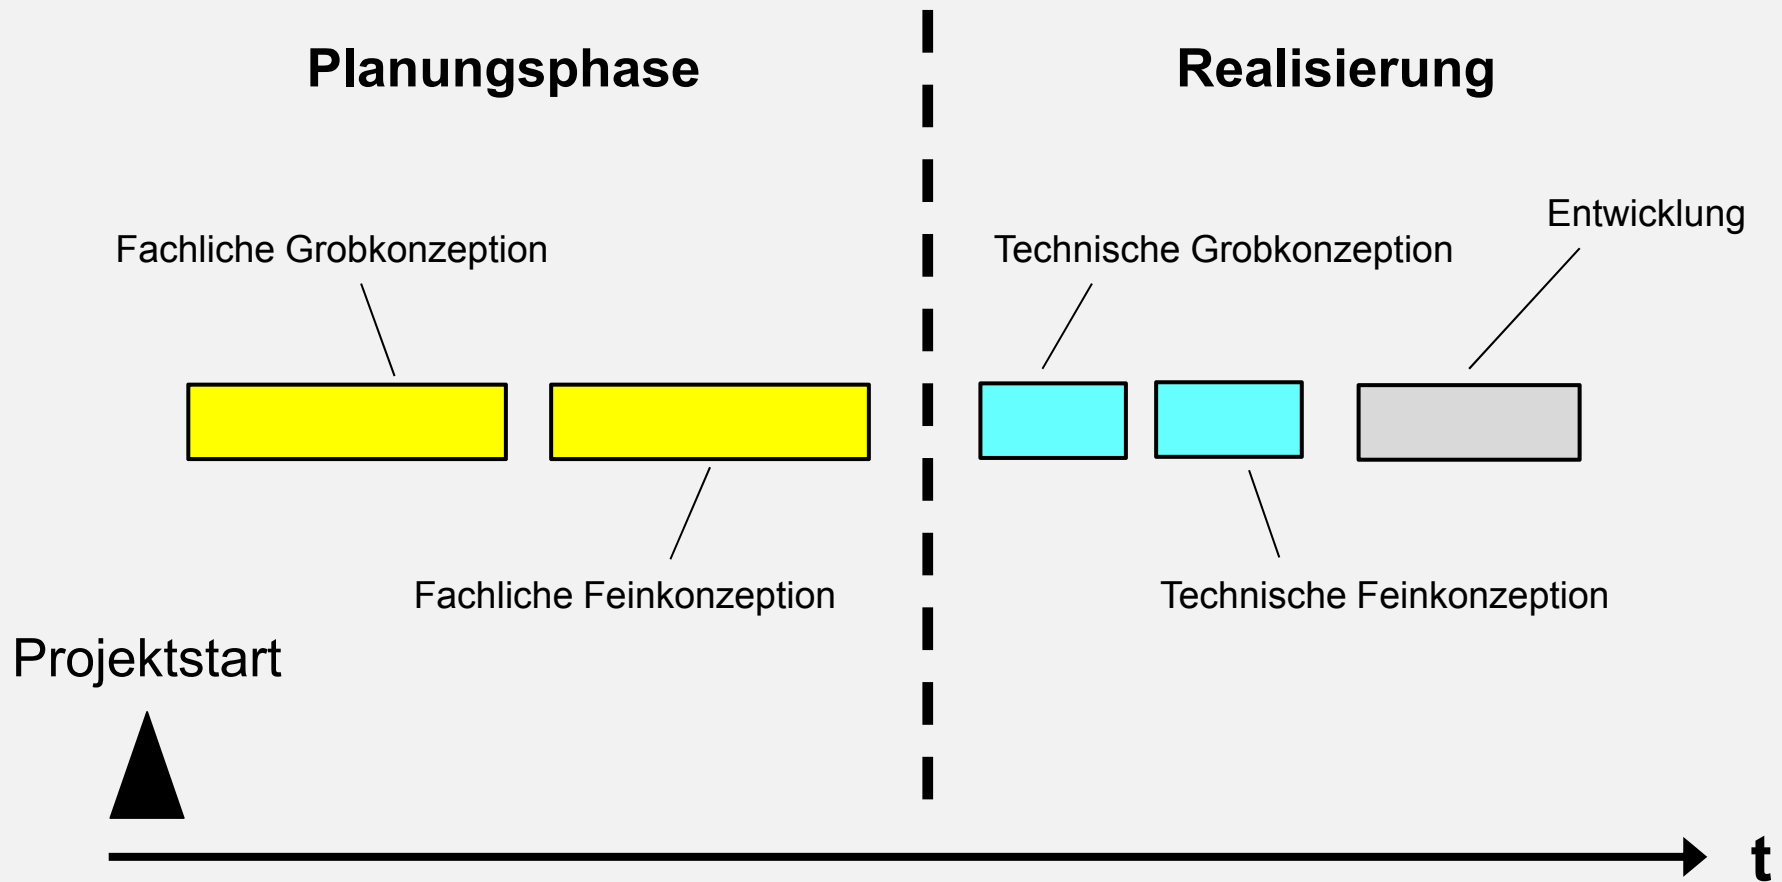 Planungsphase
Realisierung
Entwicklung
Fachliche Grobkonzeption
Technische Grobkonzeption
Fachliche Feinkonzeption
Technische Feinkonzeption
Projektstart
t